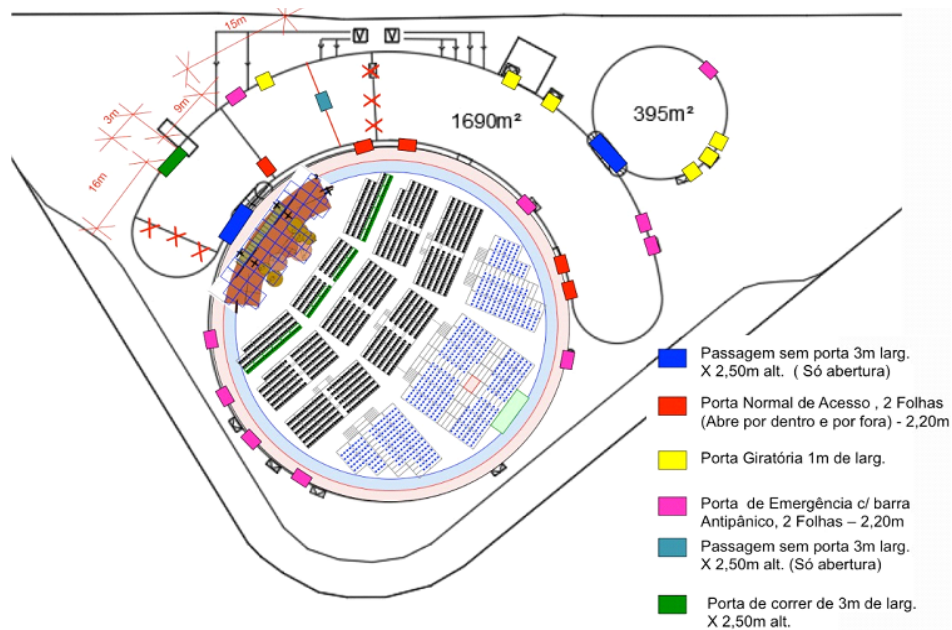 15m
9m
3m
16m
1690m²
395m²
Passagem sem porta 3m larg.
X 2,50m alt. ( Só abertura)
Porta Normal de Acesso , 2 Folhas
(Abre por dentro e por fora) - 2,20m
Porta Giratória 1m de larg.
Porta de Emergência c/ barra
Antipânico, 2 Folhas – 2,20m
Passagem sem porta 3m larg.
X 2,50m alt. (Só abertura)
Porta de correr de 3m de larg.
X 2,50m alt.